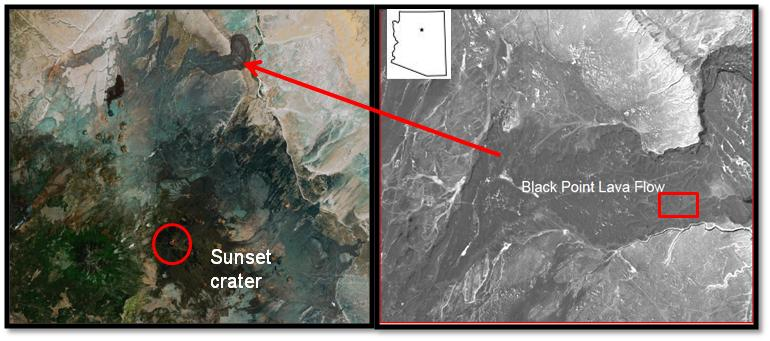 Sunset
crater
Black Point Lava Flow